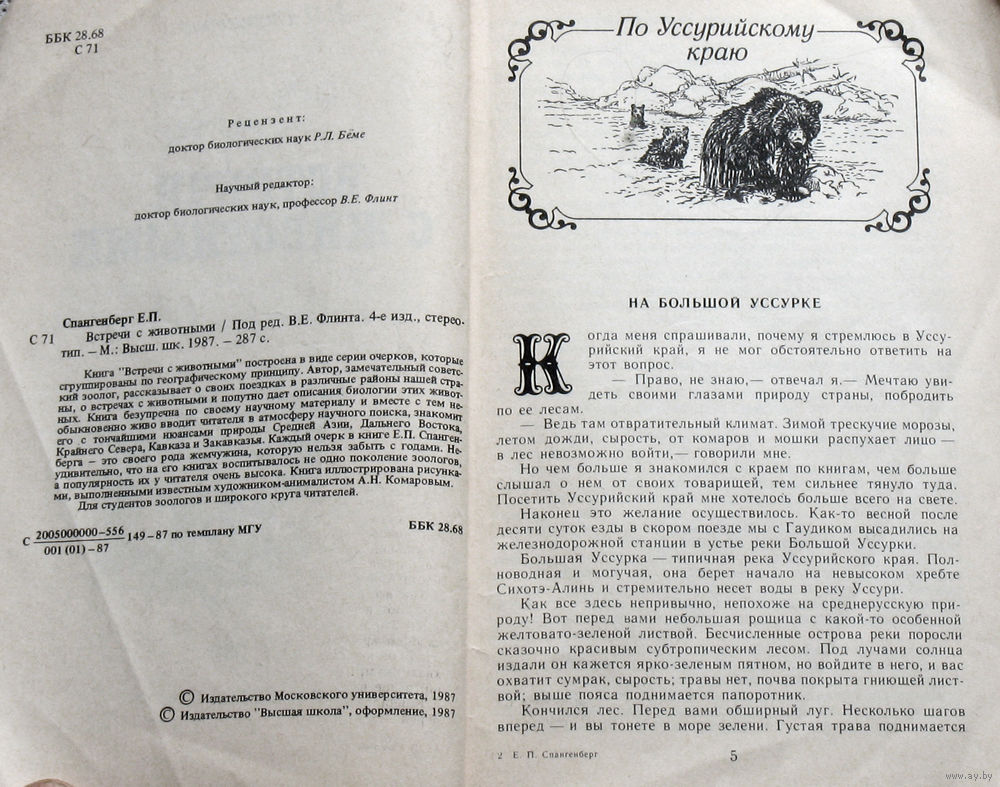 ББК 28.68
С 71
Рецензент:
доктор биологических наук Р.Л. Бёме
Научный редактор:
доктор биологических наук, профессор В.Е. Флинт
Спангенберг Е.П.
С 71 Встречи с животными / Под ред. В.Е. Флинта. 4-е изд., стерео-
тип. – М.: Высш. шк. 1987. – 287 с.
Книга "Встречи с животными" построена в виде серии очерков, которые
сгруппированы по географическому принципу. Автор, замечательный советс-
кий зоолог, рассказывает о своих поездках в различные районы нашей стра-
ны, о встречах с животными и попутно дает описания биологии этих живот-
ных. Книга безупречна по своему научному материалу и вместе с тем не-
обыкновенно живо вводит читателя в атмосферу научного поиска, знакомит
его с тончайшими нюансами природы Средней Азии, Дальнего Востока,
Крайнего Севера, Кавказа и Закавказья. Каждый очерк в книге Е.П. Спанген-
берга – это своего рода жемчужина, которую нельзя забыть с годами. Не-
удивительно, что на его книгах воспитывалось не одно поколение зоологов,
а популярность их у читателя очень высока. Книга иллюстрирована рисунка-
ми, выполненными известным художником-анималистом А.Н. Комаровым.
Для студентов зоологов и широкого круга читателей.
С 2005000000–556
001 (01)–87
149–87 по темплану МГУ
ББК 28.68
© Издательство Московского университета, 1987
© Издательство "Высшая школа", оформление, 1987
По Уссурийскому
краю
НА БОЛЬШОЙ УССУРКЕ
Когда меня спрашивали, почему я стремлюсь в Уссу-
рийский край, я не мог обстоятельно ответить на
этот вопрос.
— Право, не знаю,— отвечал я.— Мечтаю уви-
деть своими глазами природу страны, побродить
по ее лесам.
— Ведь там отвратительный климат. Зимой трескучие морозы,
летом дожди, сырость, от комаров и мошки распухает лицо —
в лес невозможно войти,— говорили мне.
Но чем больше я знакомился с краем по книгам, чем больше
слышал о нем от своих товарищей, тем сильнее тянуло туда.
Посетить Уссурийский край мне хотелось больше всего на свете.
Наконец это желание осуществилось. Как-то весной после
десяти суток езды в скором поезде мы с Гаудиком высадились на
железнодорожной станции в устье реки Большой Уссурки.
Большая Уссурка — типичная река Уссурийского края. Пол-
новодная и могучая, она берет начало на невысоком хребте
Сихотэ-Алинь и стремительно несет воды в реку Уссури.
Как все здесь непривычно, непохоже на среднерусскую при-
роду! Вот перед вами небольшая рощица с какой-то особенной
желтовато-зеленой листвой. Бесчисленные острова реки поросли
сказочно красивым субтропическим лесом. Под лучами солнца
издали он кажется ярко-зеленым пятном, но войдите в него, и вас
охватит сумрак, сырость; травы нет, почва покрыта гниющей лист-
вой; выше пояса поднимается папоротник.
Кончился лес. Перед вами обширный луг. Несколько шагов
вперед — и вы тонете в море зелени. Густая трава поднимается
2 Е. П. Спангенберг
5
www.ay.by